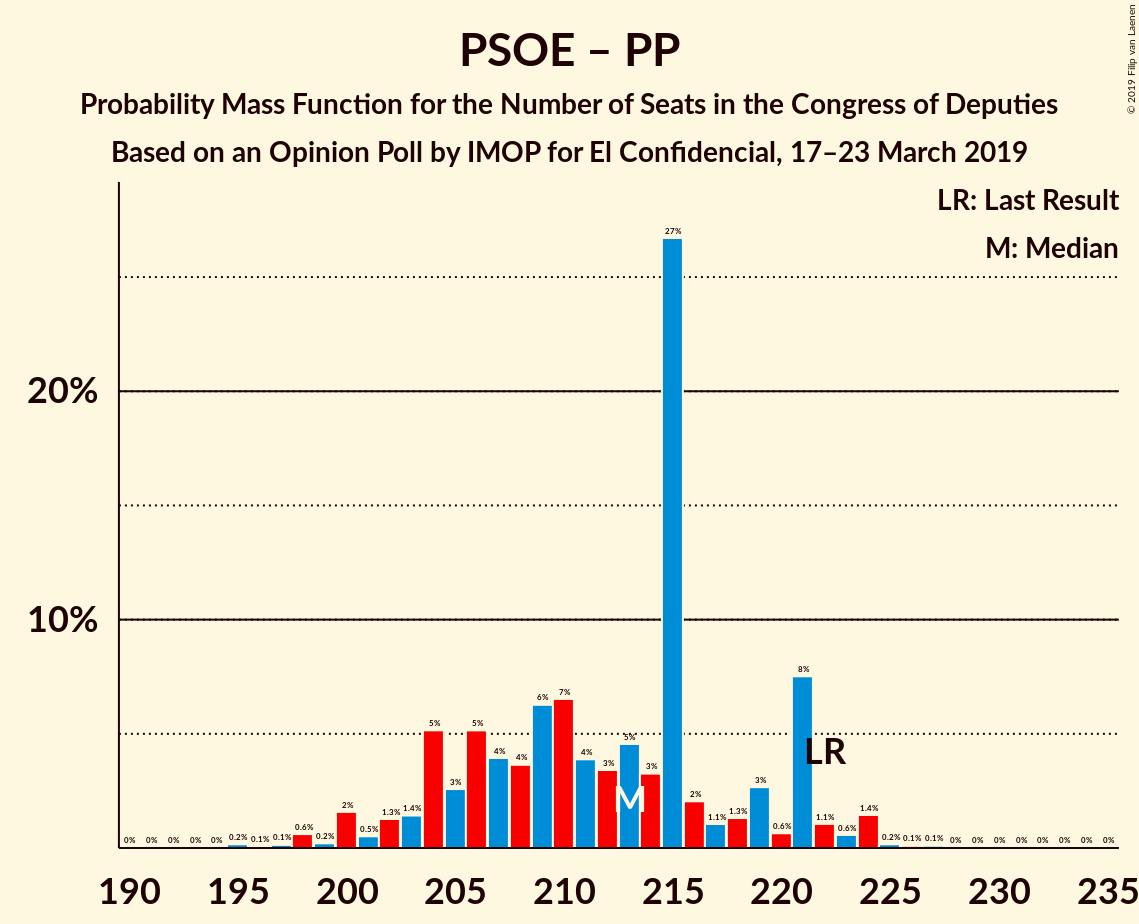 © 2019 Filip van Laenen
PSOE – PP
Probability Mass Function for the Number of Seats in the Congress of Deputies
Based on an Opinion Poll by IMOP for El Confidencial, 17–23 March 2019
LR: Last Result
M: Median
20%
10%
0% 0% 0% 0% 0% 0.2% 0.1% 0.1% 0.6% 0.2% 2% 0.5% 1.3% 1.4% 5% 3% 5% 4% 4% 6% 7% 4% 3% 5% 3% 27% 2% 1.1% 1.3% 3% 0.6% 8% 1.1% 0.6% 1.4% 0.2% 0.1% 0.1% 0% 0% 0% 0% 0% 0% 0% 0%
M
LR
190 195 200 205 210 215 220 225 230 235